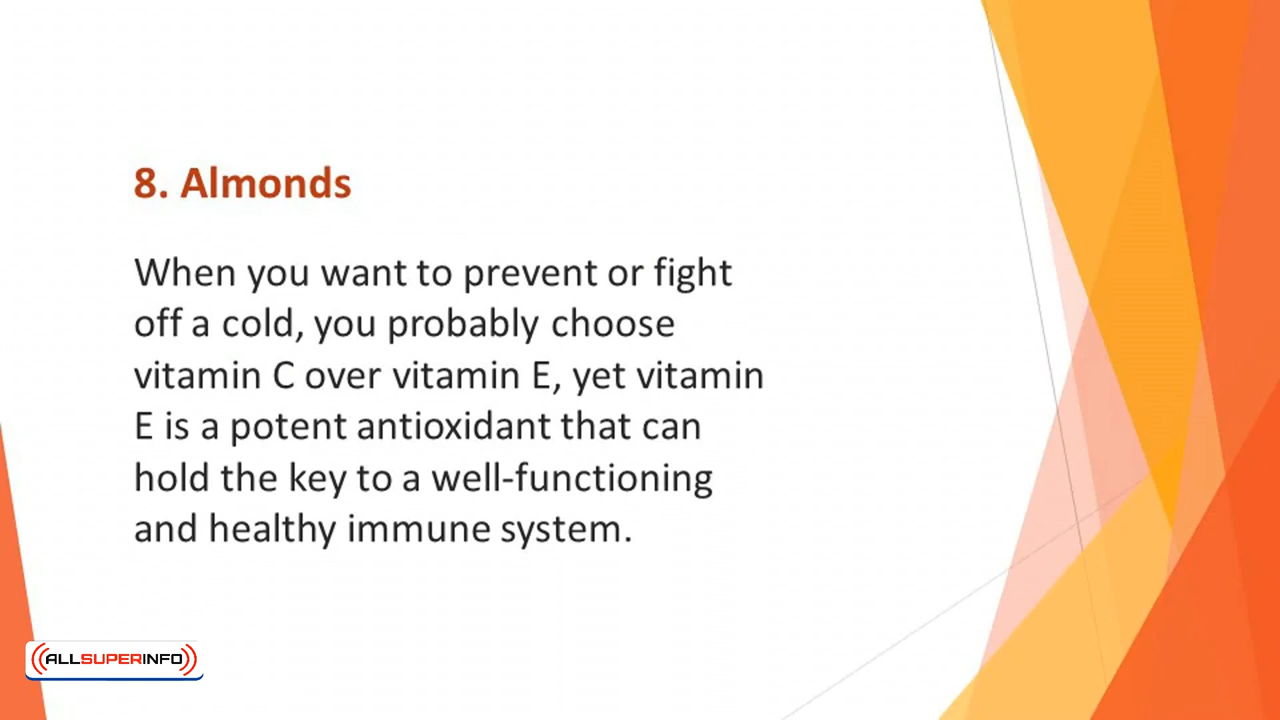 8. Almonds
When you want to prevent or fight
off a cold, you probably choose
vitamin C over vitamin E, yet vitamin
E is a potent antioxidant that can
hold the key to a well-functioning
and healthy immune system.
((ALLSUPERINFO))